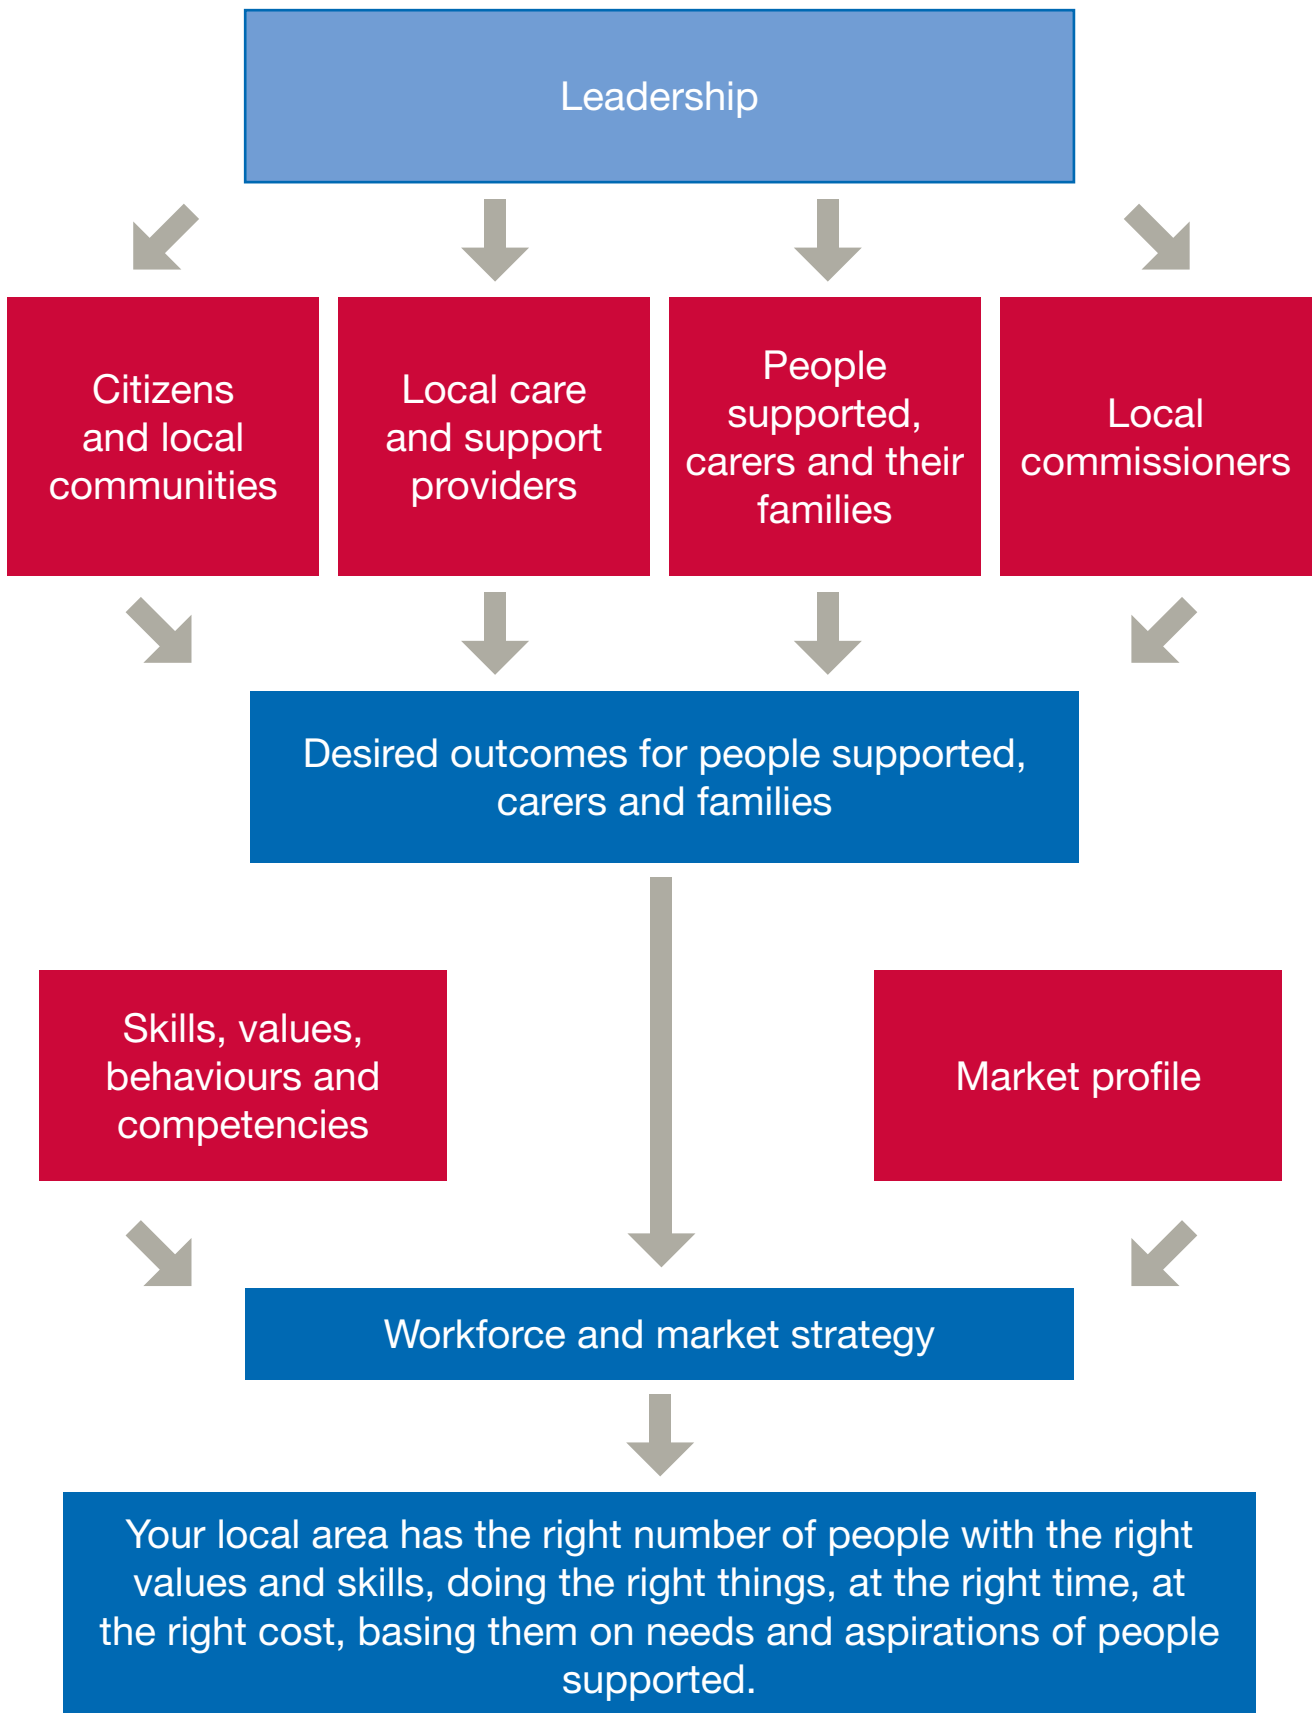 Leadership
Citizens
and local
communities
Local care
and support
providers
People
supported,
carers and their
families
Local
commissioners
Desired outcomes for people supported,
carers and families
Skills, values,
behaviours and
competencies
Market profile
Workforce and market strategy
Your local area has the right number of people with the right
values and skills, doing the right things, at the right time, at
the right cost, basing them on needs and aspirations of people
supported.